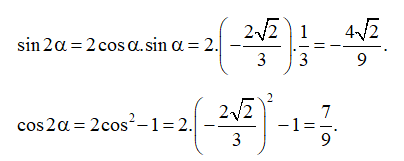 sin 2α = 2 cos α. sin α = 2.(−2√2/3).1/3 = −4√2/9.
cos 2α = 2cos²−1 = 2.(−2√2/3)²−1 = 7/9.